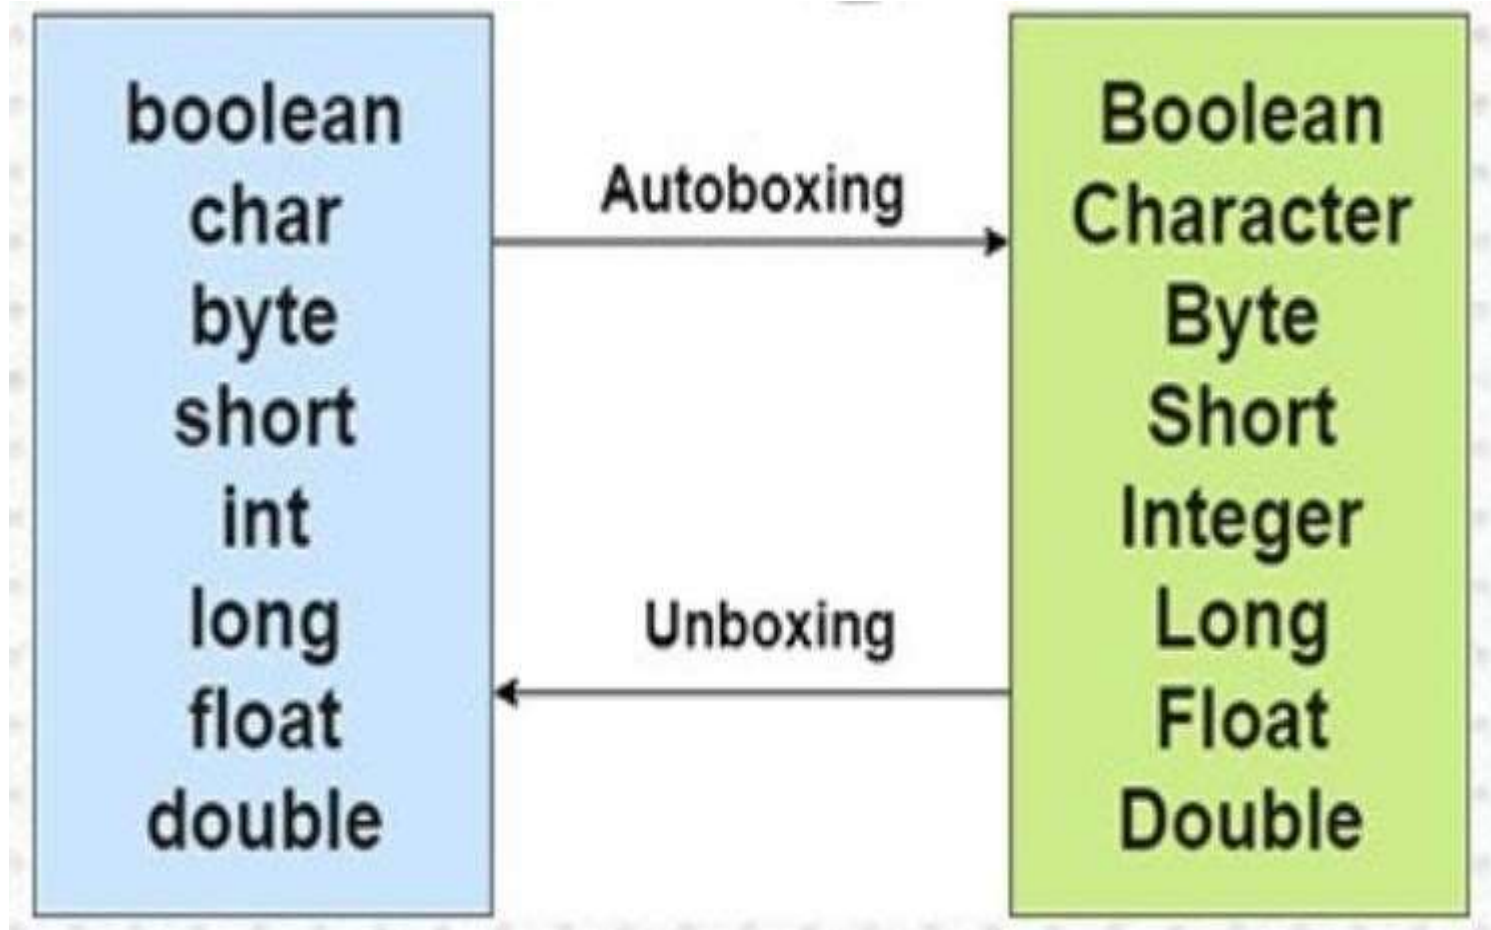 boolean
char
byte
short
int
long
float
double
Autoboxing
Unboxing
Boolean
Character
Byte
Short
Integer
Long
Float
Double